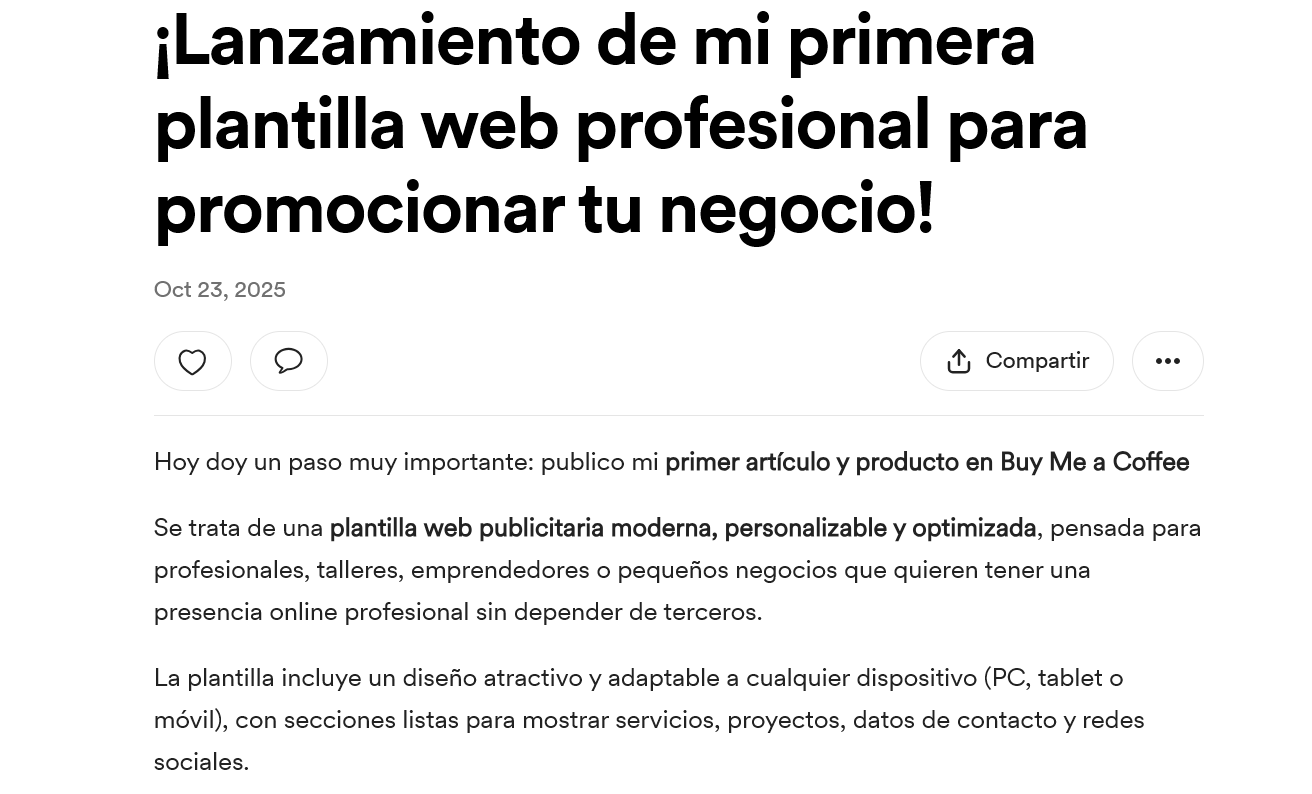 ¡Lanzamiento de mi primera
plantilla web profesional para
promocionar tu negocio!
Oct 23, 2025
Compartir
Hoy doy un paso muy importante: publico mi primer artículo y producto en Buy Me a Coffee
Se trata de una plantilla web publicitaria moderna, personalizable y optimizada, pensada para
profesionales, talleres, emprendedores o pequeños negocios que quieren tener una
presencia online profesional sin depender de terceros.
La plantilla incluye un diseño atractivo y adaptable a cualquier dispositivo (PC, tablet o
móvil), con secciones listas para mostrar servicios, proyectos, datos de contacto y redes
sociales.